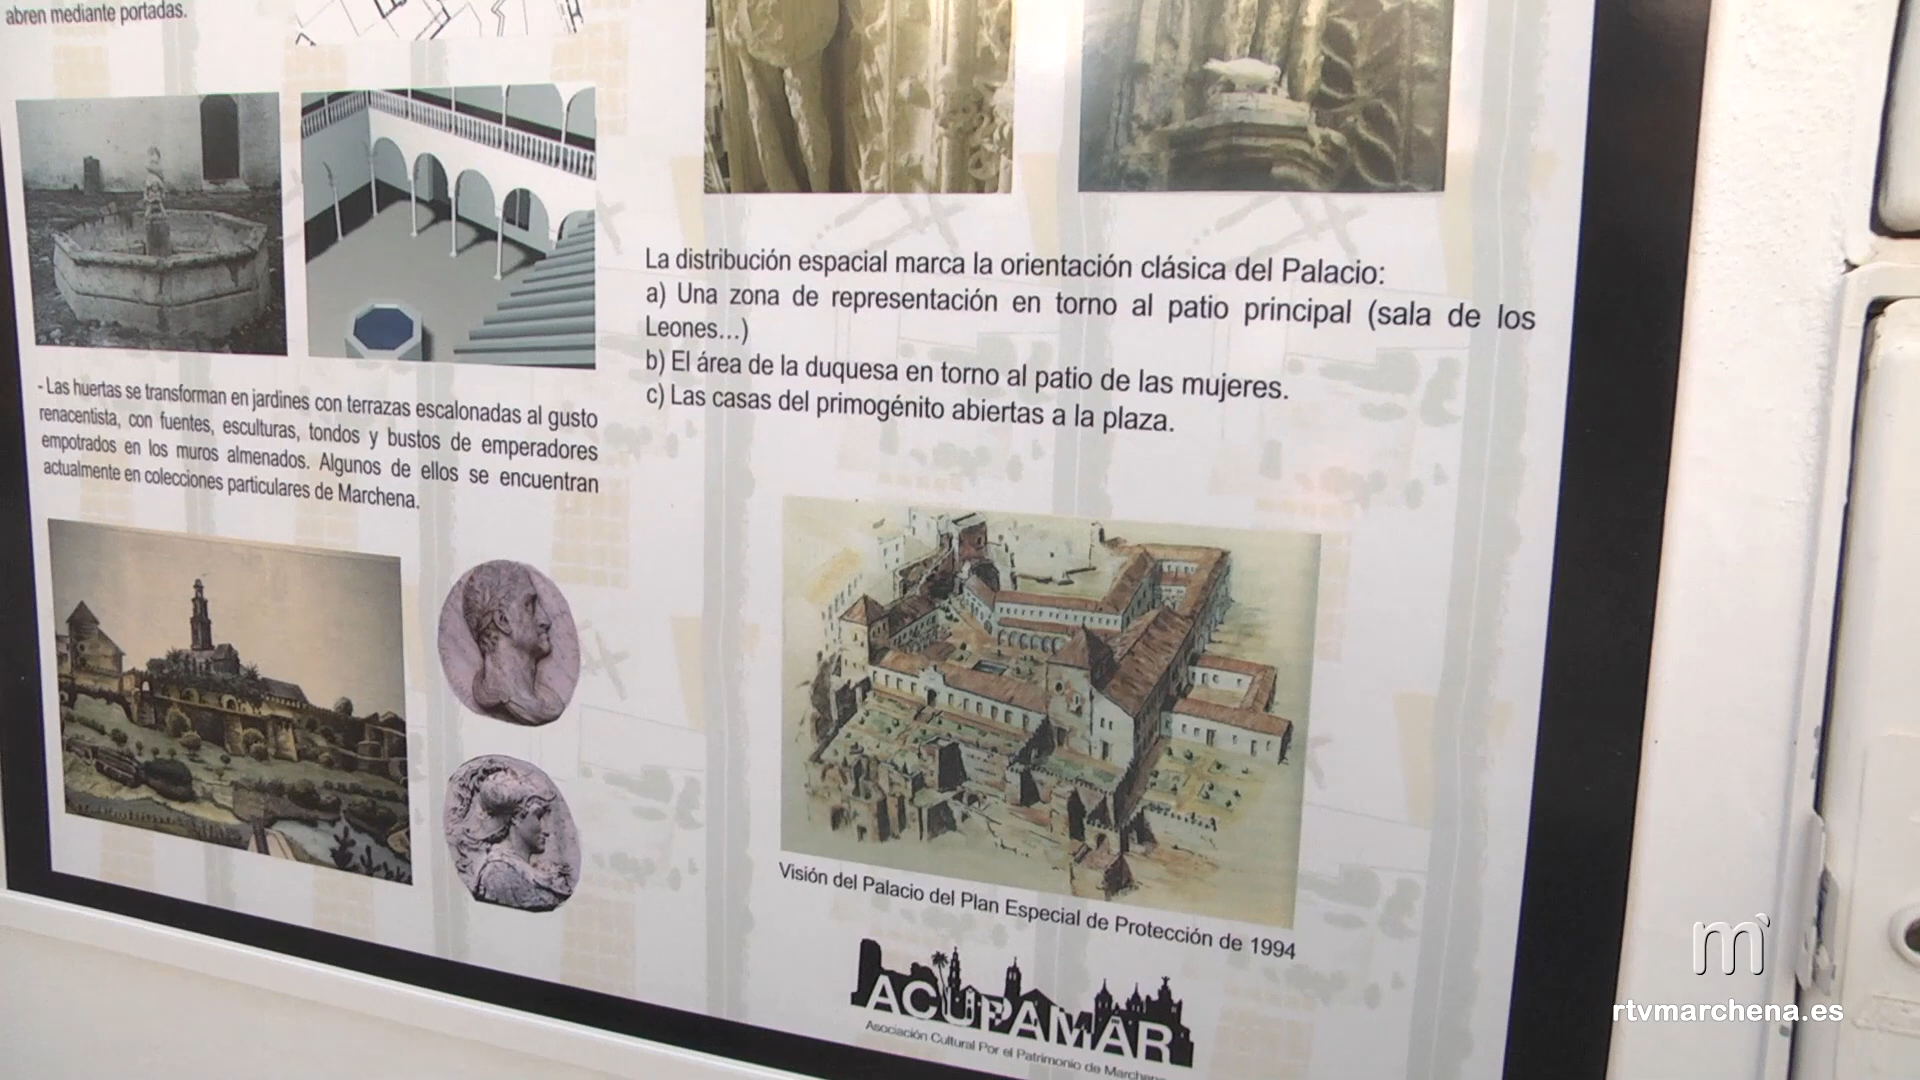 abren mediante portadas.
- Las huertas se transforman en jardines con terrazas escalonadas al gusto
renacentista, con fuentes, esculturas, tondos y bustos de emperadores
empotrados en los muros almenados. Algunos de ellos se encuentran
actualmente en colecciones particulares de Marchena.
La distribución espacial marca la orientación clásica del Palacio:
a) Una zona de representación en torno al patio principal (sala de los
Leones...)
b) El área de la duquesa en torno al patio de las mujeres.
c) Las casas del primogénito abiertas a la plaza.
Visión del Palacio del Plan Especial de Protección de 1994
ACUPAMAR
Asociación Cultural Por el Patrimonio de Marchena
m
rtvmarchena.es